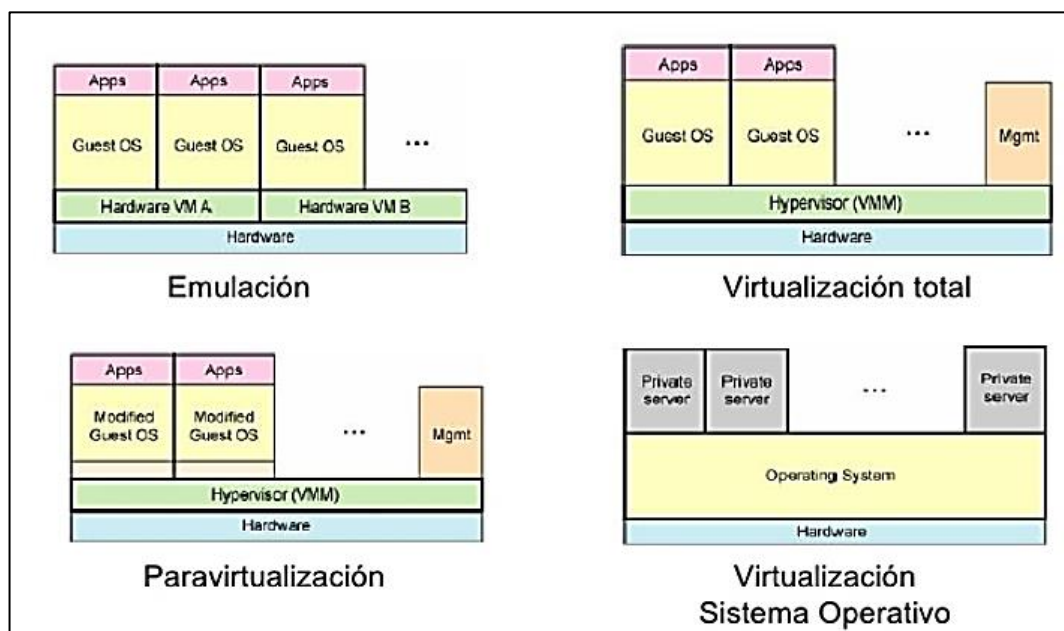 Apps Apps Apps
Guest OS Guest OS Guest OS ...
Hardware VM A Hardware VM B
Hardware
Emulación
Apps Apps
Guest OS Guest OS ... Mgmt
Hypervisor (VMM)
Hardware
Virtualización total
Apps Apps
Modified Modified
Guest OS Guest OS ... Mgmt
Hypervisor (VMM)
Hardware
Paravirtualización
Private Private ... Private
server server server
Operating System
Hardware
Virtualización
Sistema Operativo